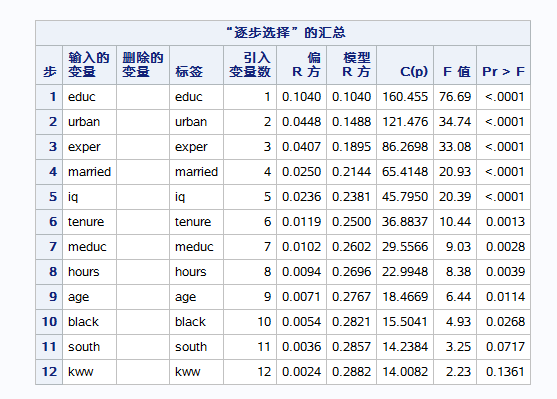 “逐步选择”的汇总
步 输入的变量 删除的变量 标签 引入变量数 偏 R 方 模型 R 方 C(p) F 值 Pr > F
1 educ educ 1 0.1040 0.1040 160.455 76.69 <.0001
2 urban urban 2 0.0448 0.1488 121.476 34.74 <.0001
3 exper exper 3 0.0407 0.1895 86.2698 33.08 <.0001
4 married married 4 0.0250 0.2144 65.4148 20.93 <.0001
5 iq iq 5 0.0236 0.2381 45.7950 20.39 <.0001
6 tenure tenure 6 0.0119 0.2500 36.8837 10.44 0.0013
7 meduc meduc 7 0.0102 0.2602 29.5566 9.03 0.0028
8 hours hours 8 0.0094 0.2696 22.9948 8.38 0.0039
9 age age 9 0.0071 0.2767 18.4669 6.44 0.0114
10 black black 10 0.0054 0.2821 15.5041 4.93 0.0268
11 south south 11 0.0036 0.2857 14.2384 3.25 0.0717
12 kww kww 12 0.0024 0.2882 14.0082 2.23 0.1361